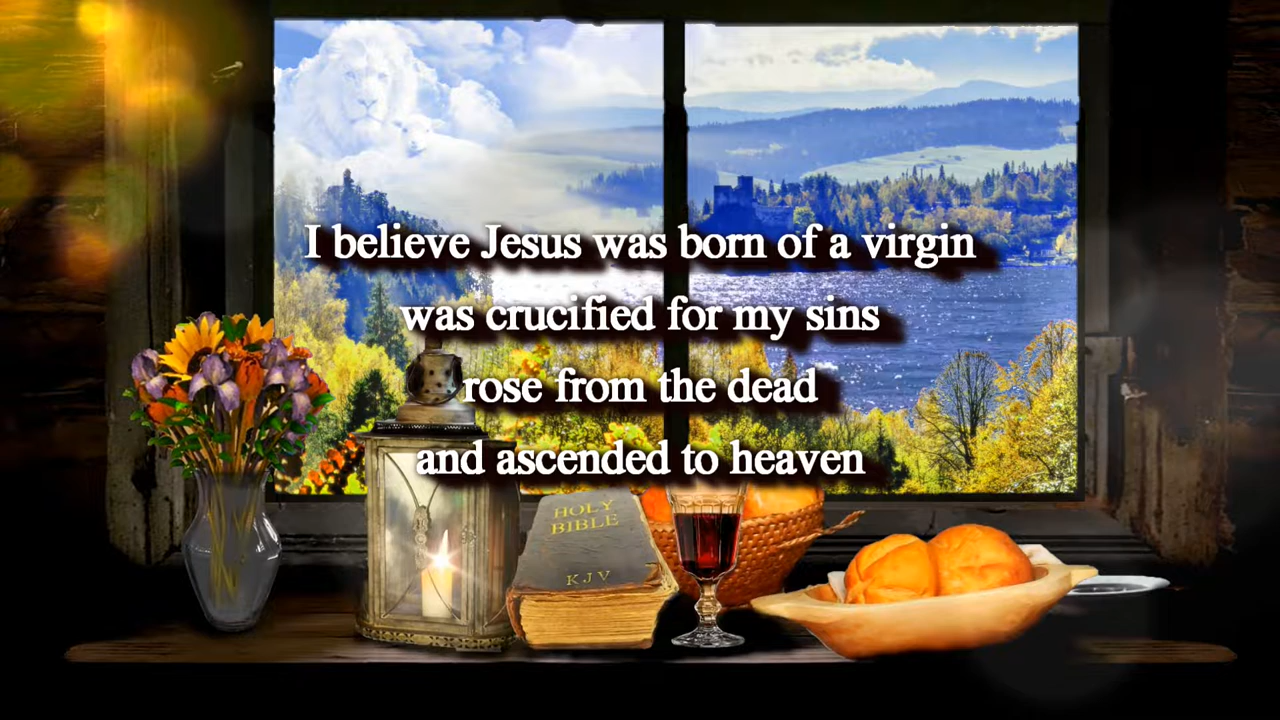 I believe Jesus was born of a virgin
was crucified for my sins
rose from the dead
and ascended to heaven
HOLY
BIBLE
KJV